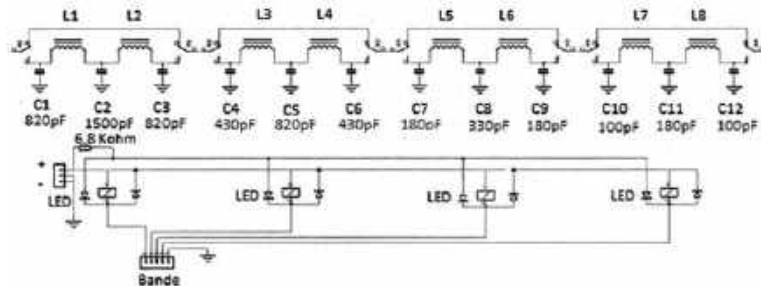 L1 L2 L3 L4 L5 L6 L7 L8
C1 C2 C3 C4 C5 C6 C7 C8 C9 C10 C11 C12
820pF 1500pF 820pF 430pF 820pF 430pF 180pF 330pF 180pF 100pF 180pF 100pF
6,8 Kohm
+
-
LED LED LED LED
Bande